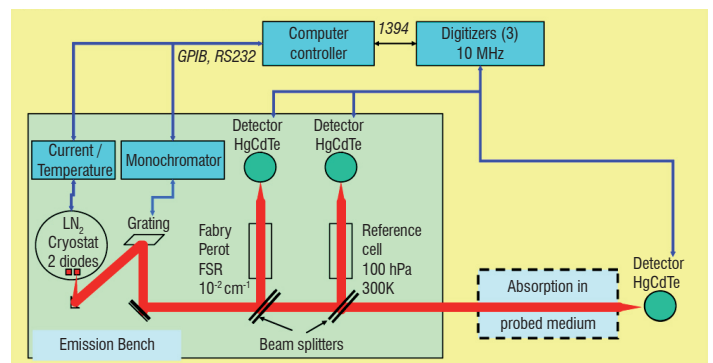 Computer
controller
1394
Digitizers (3)
10 MHz
GPIB, RS232
Detector
HgCdTe
Detector
HgCdTe
Current /
Temperature
Monochromator
LN2
Cryostat
2 diodes
Grating
Fabry
Perot
FSR
10-2 cm-1
Reference
cell
100 hPa
300K
Detector
HgCdTe
Absorption in
probed medium
Beam splitters
Emission Bench